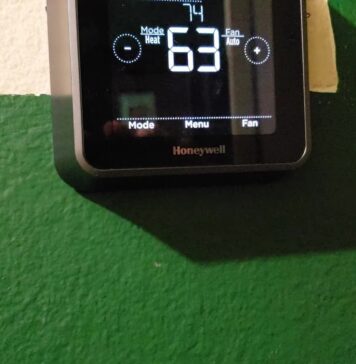 74
Mode Fan
Heat 63 Auto
- +
Mode Menu Fan
Honeywell